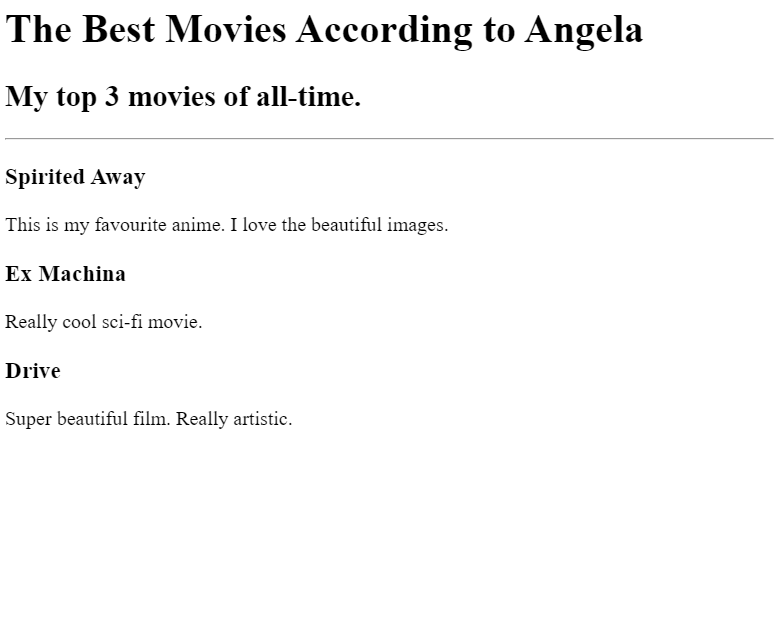 The Best Movies According to Angela
My top 3 movies of all-time.
Spirited Away
This is my favourite anime. I love the beautiful images.
Ex Machina
Really cool sci-fi movie.
Drive
Super beautiful film. Really artistic.